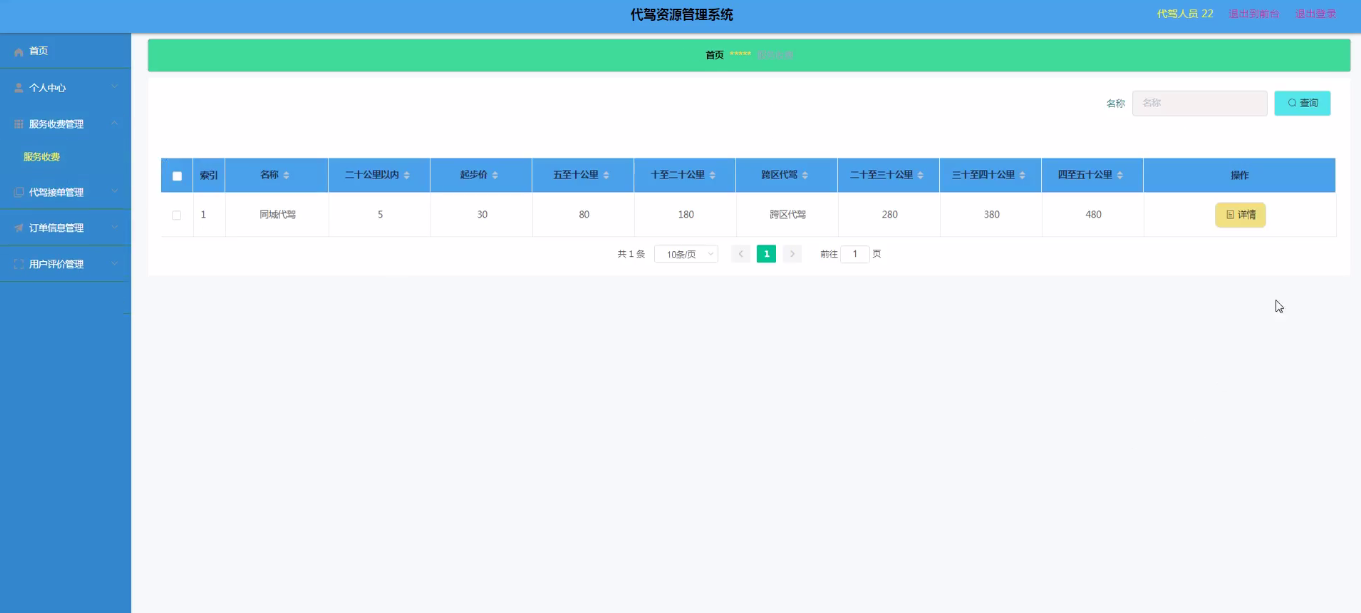 代驾资源管理系统
代驾人员 22 退出到前台 退出登录
首页
个人中心
服务收费管理
服务收费
代驾接单管理
订单信息管理
用户评价管理
首页 ***** 服务收费
名称 名称 查询
索引 名称 二十公里以内 起步价 五至十公里 十至二十公里 跨区代驾 二十至三十公里 三十至四十公里 四至五十公里 操作
1 同城代驾 5 30 80 180 跨区代驾 280 380 480 详情
共 1 条 10条/页 1 前往 1 页